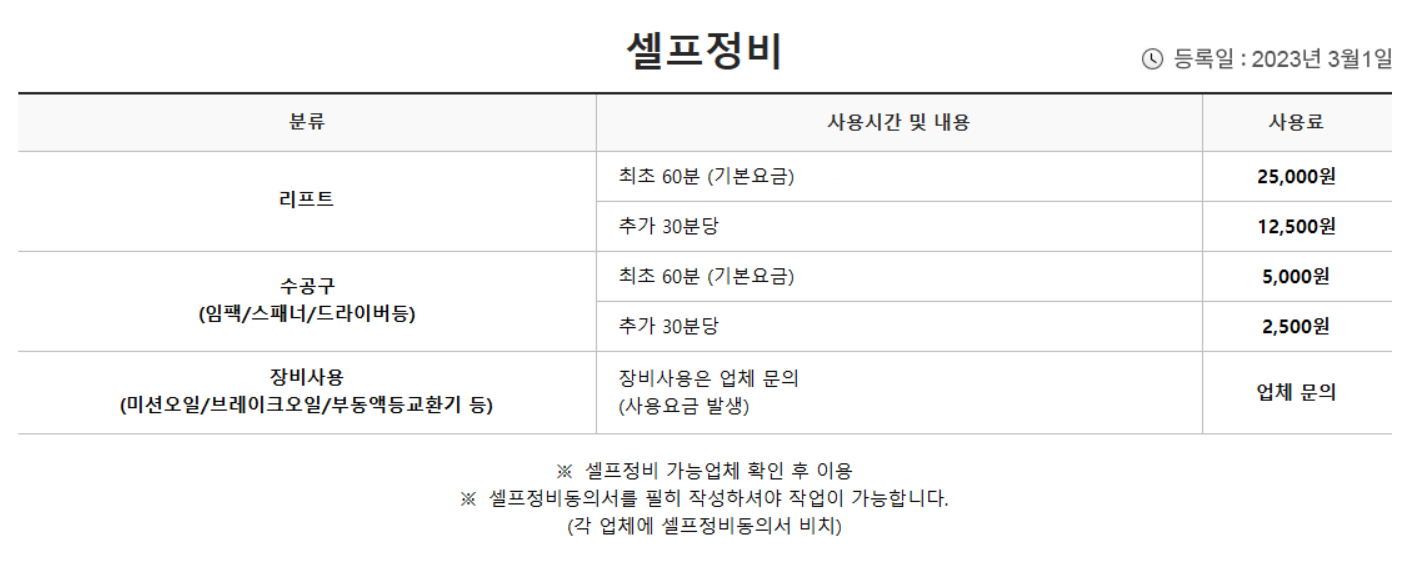 셀프정비
등록일 : 2023년 3월1일
분류
사용시간 및 내용
사용료
리프트
최초 60분 (기본요금)
25,000원
추가 30분당
12,500원
수공구
(임팩/스패너/드라이버등)
최초 60분 (기본요금)
5,000원
추가 30분당
2,500원
장비사용
(미션오일/브레이크오일/부동액등교환기 등)
장비사용은 업체 문의
(사용요금 발생)
업체 문의
※ 셀프정비 가능업체 확인 후 이용
※ 셀프정비동의서를 필히 작성하셔야 작업이 가능합니다.
(각 업체에 셀프정비동의서 비치)